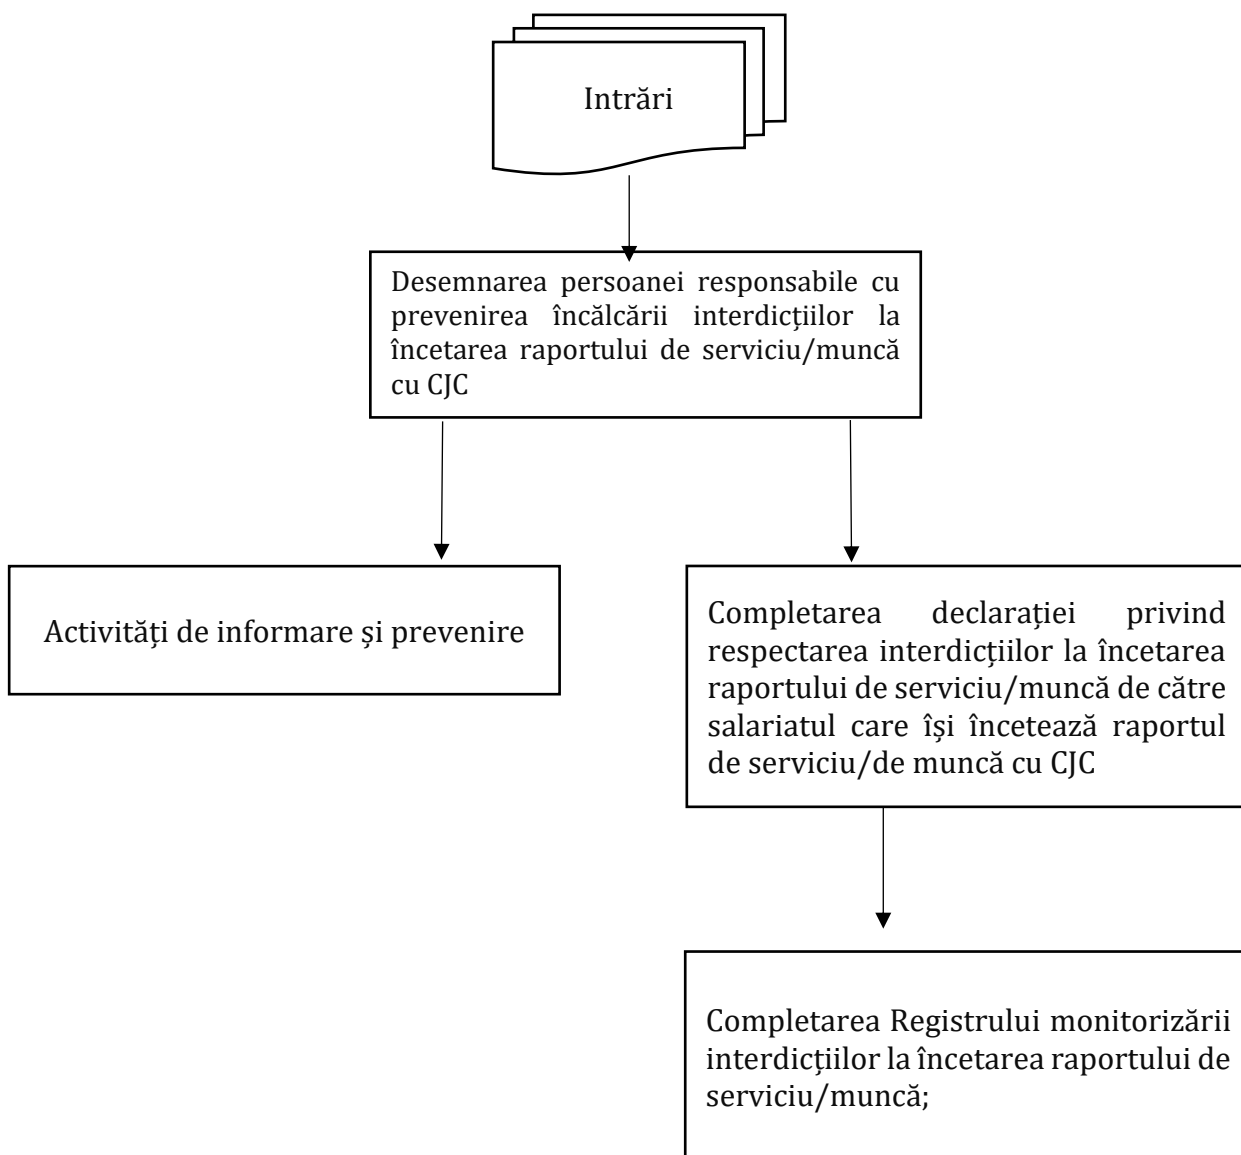 Intrări
Desemnarea persoanei responsabile cu
prevenirea încălcării interdicțiilor la
încetarea raportului de serviciu/muncă
cu CJC
Activități de informare și prevenire
Completarea declarației privind
respectarea interdicțiilor la încetarea
raportului de serviciu/muncă de către
salariatul care își încetează raportul
de serviciu/de muncă cu CJC
Completarea Registrului monitorizării
interdicțiilor la încetarea raportului de
serviciu/muncă;